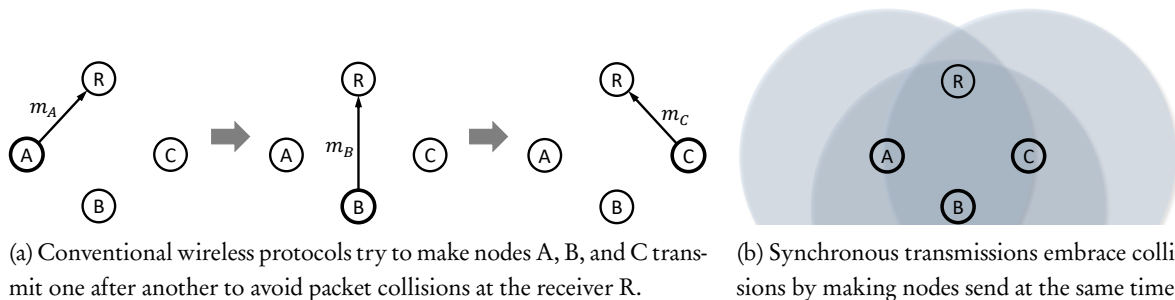 R
m_A
A
C
B
R
m_B
A
C
B
R
m_C
A
C
B
R
A
C
B
(a) Conventional wireless protocols try to make nodes A, B, and C trans-
mit one after another to avoid packet collisions at the receiver R.
(b) Synchronous transmissions embrace colli
sions by making nodes send at the same time